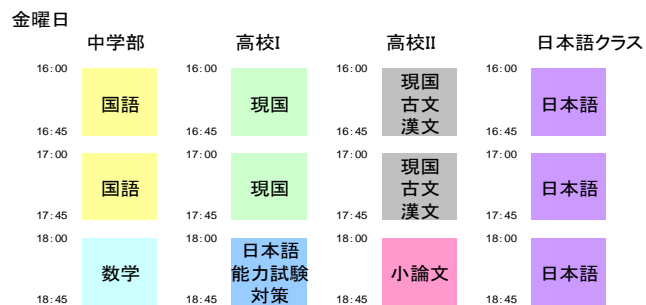 金曜日
中学部 高校I 高校II 日本語クラス
16:00 16:00 16:00 16:00
国語 現国 現国 日本語
古文
漢文
16:45 16:45 16:45 16:45
17:00 17:00 17:00 17:00
国語 現国 現国 日本語
古文
漢文
17:45 17:45 17:45 17:45
18:00 18:00 18:00 18:00
数学 日本語 小論文 日本語
能力試験
対策
18:45 18:45 18:45 18:45